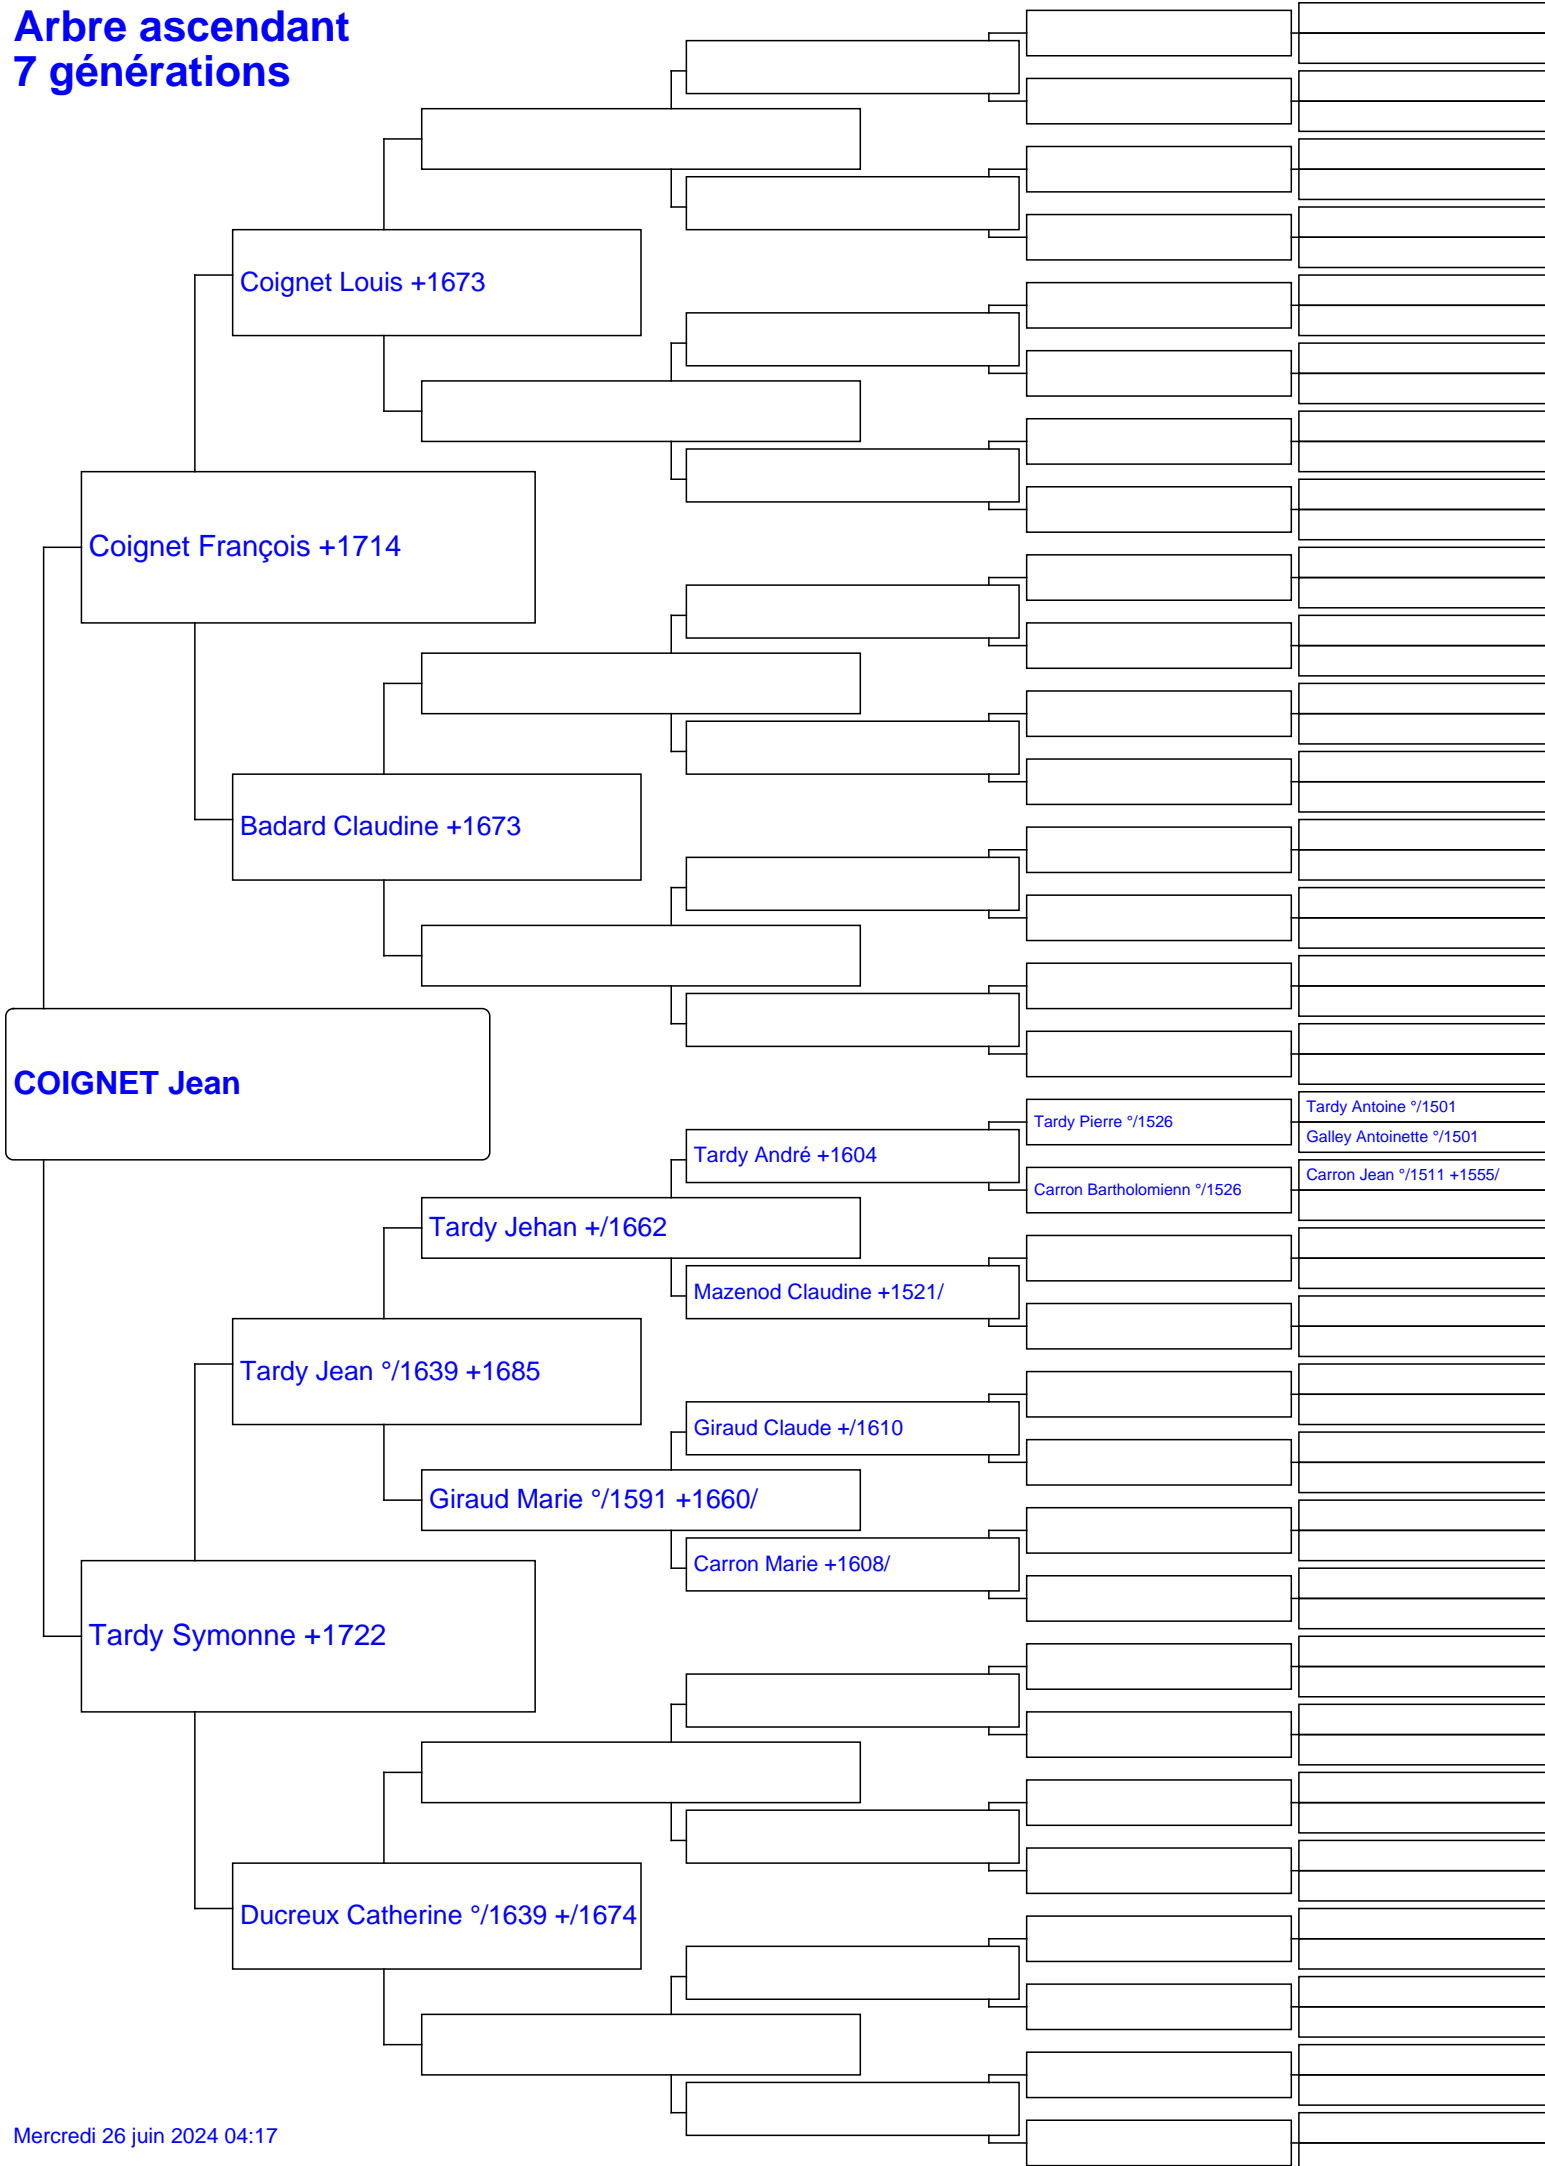 Arbre ascendant
7 générations
Coignet Louis +1673
Coignet François +1714
Badard Claudine +1673
COIGNET Jean
Tardy Antoine °/1501
Tardy Pierre °/1526
Galley Antoinette °/1501
Tardy André +1604
Carron Jean °/1511 +1555/
Carron Bartholomienn °/1526
Tardy Jehan +/1662
Mazenod Claudine +1521/
Tardy Jean °/1639 +1685
Giraud Claude +/1610
Giraud Marie °/1591 +1660/
Carron Marie +1608/
Tardy Symonne +1722
Ducreux Catherine °/1639 +/1674
Mercredi 26 juin 2024 04:17